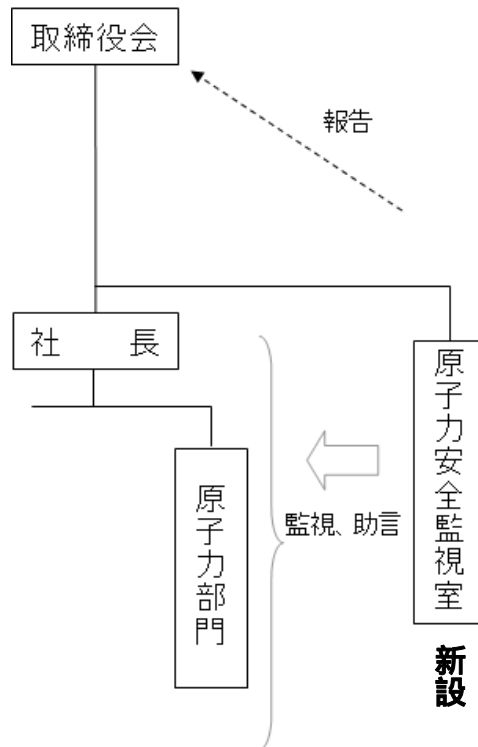 取締役会
報告
社　　長
原子力安全監視室
監視、助言
原子力部門
新設